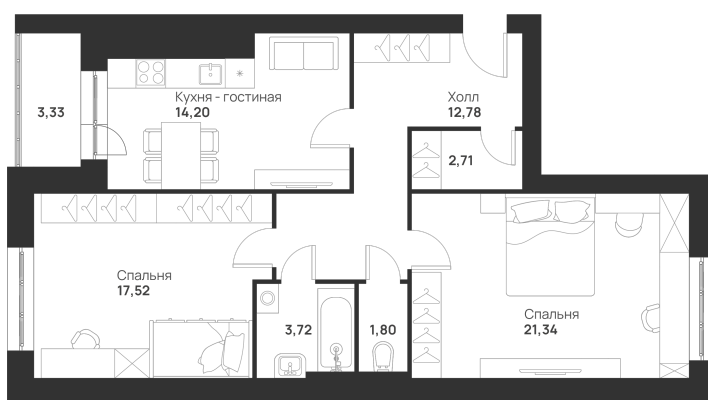 3,33
Кухня - гостиная
14,20
Холл
12,78
2,71
Спальня
17,52
3,72
1,80
Спальня
21,34